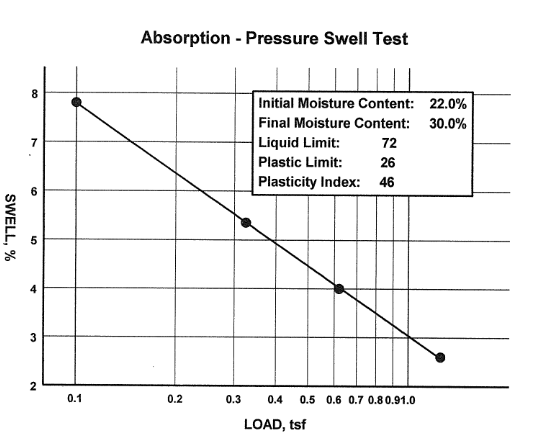 Absorption - Pressure Swell Test
8
7
6
5
4
3
2
SWELL, %
Initial Moisture Content: 22.0%
Final Moisture Content: 30.0%
Liquid Limit: 72
Plastic Limit: 26
Plasticity Index: 46
0.1 0.2 0.3 0.4 0.5 0.6 0.7 0.8 0.91.0
LOAD, tsf